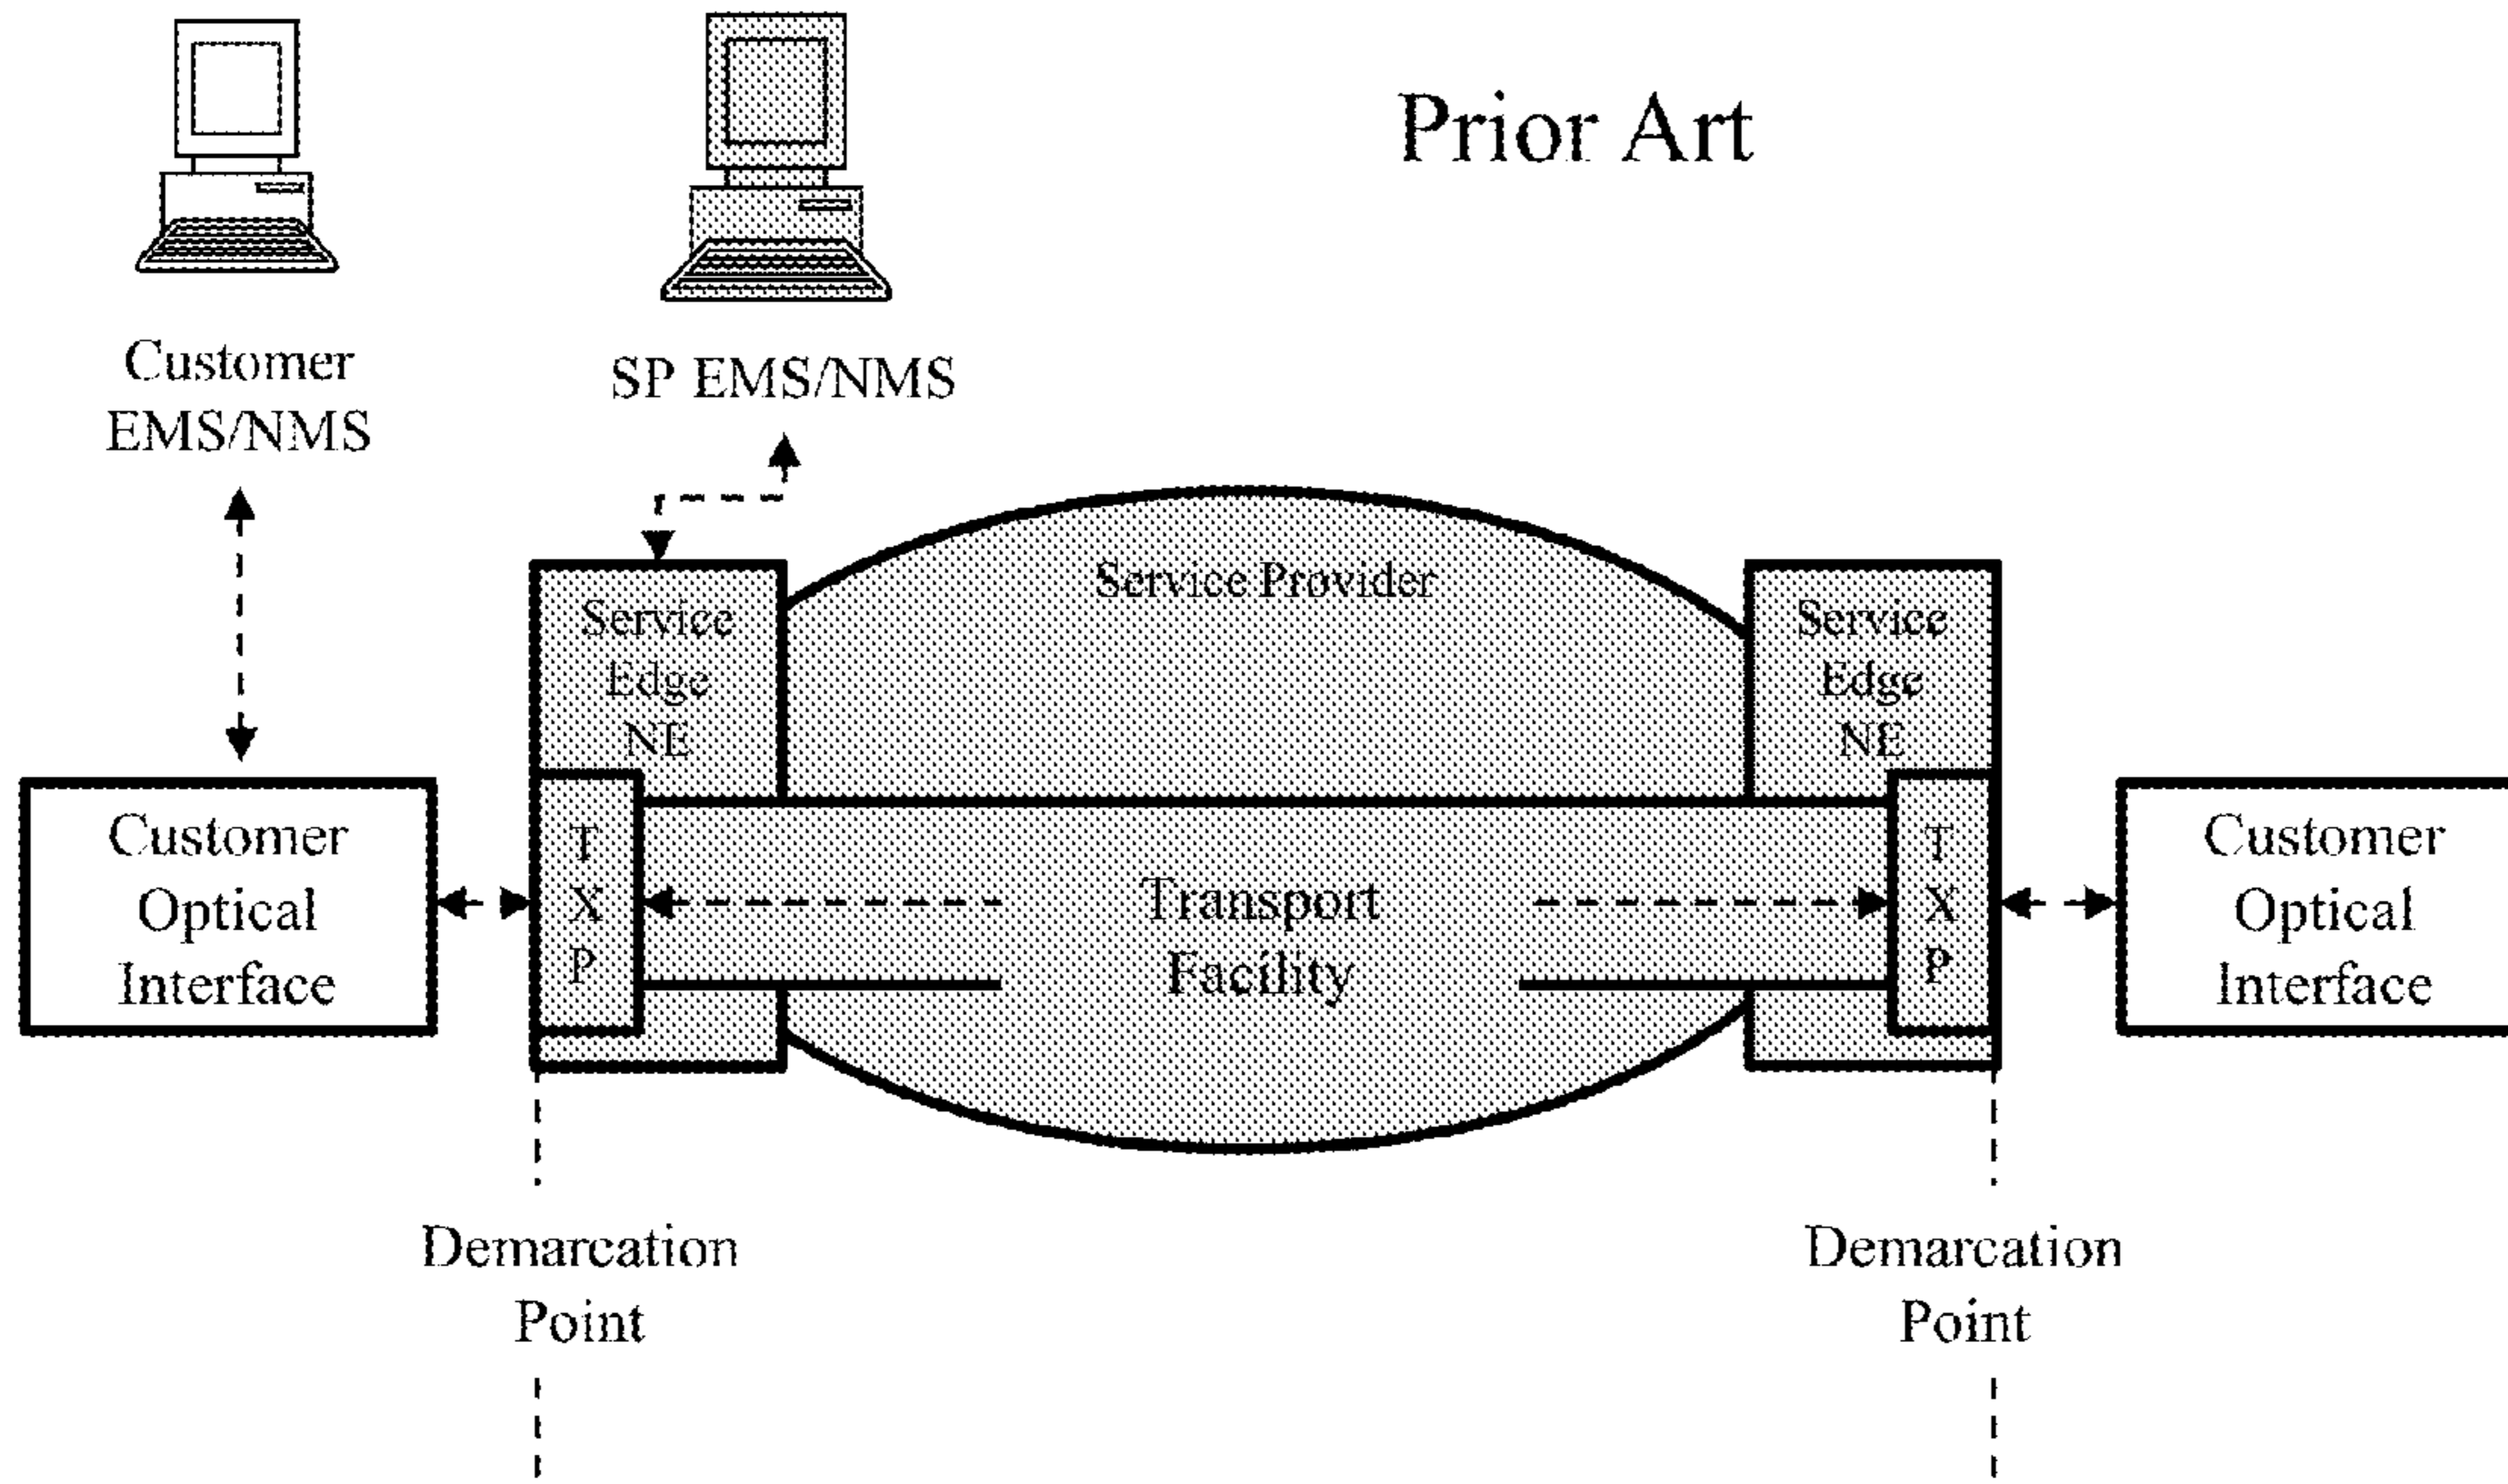 Prior Art
Customer
EMS/NMS
SP EMS/NMS
Service Provider
Service
Edge
NE
Service
Edge
NE
Customer
Optical
Interface
T
X
P
Transport
Facility
T
X
P
Customer
Optical
Interface
Demarcation
Point
Demarcation
Point